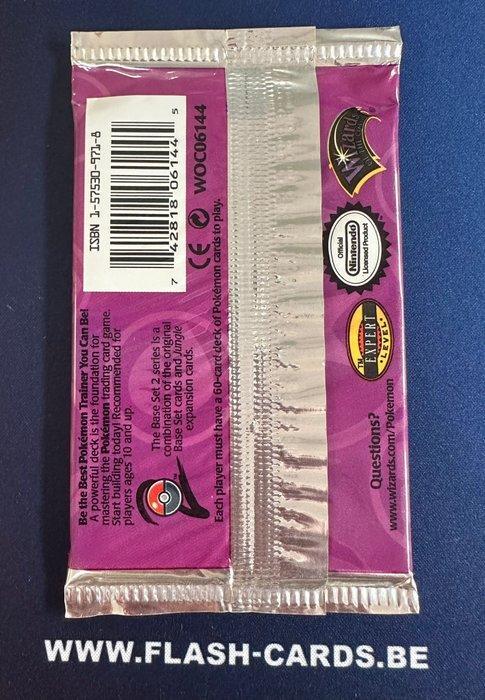 ISBN 1-57530-971-8
7 42818 06144 5
WOC06144
CE
Be the Best Pokémon Trainer You Can Be!
A powerful deck is the foundation for
mastering the Pokémon trading card game.
Start building today! Recommended for
players ages 10 and up.
The Base Set 2 series is a
combination of the original
Base Set cards and Jungle
expansion cards.
Each player must have a 60-card deck of Pokémon cards to play.
Wizards
Official
Nintendo
Licensed Product
TM
EXPERT
LEVEL
Questions?
www.wizards.com/Pokemon
WWW.FLASH-CARDS.BE